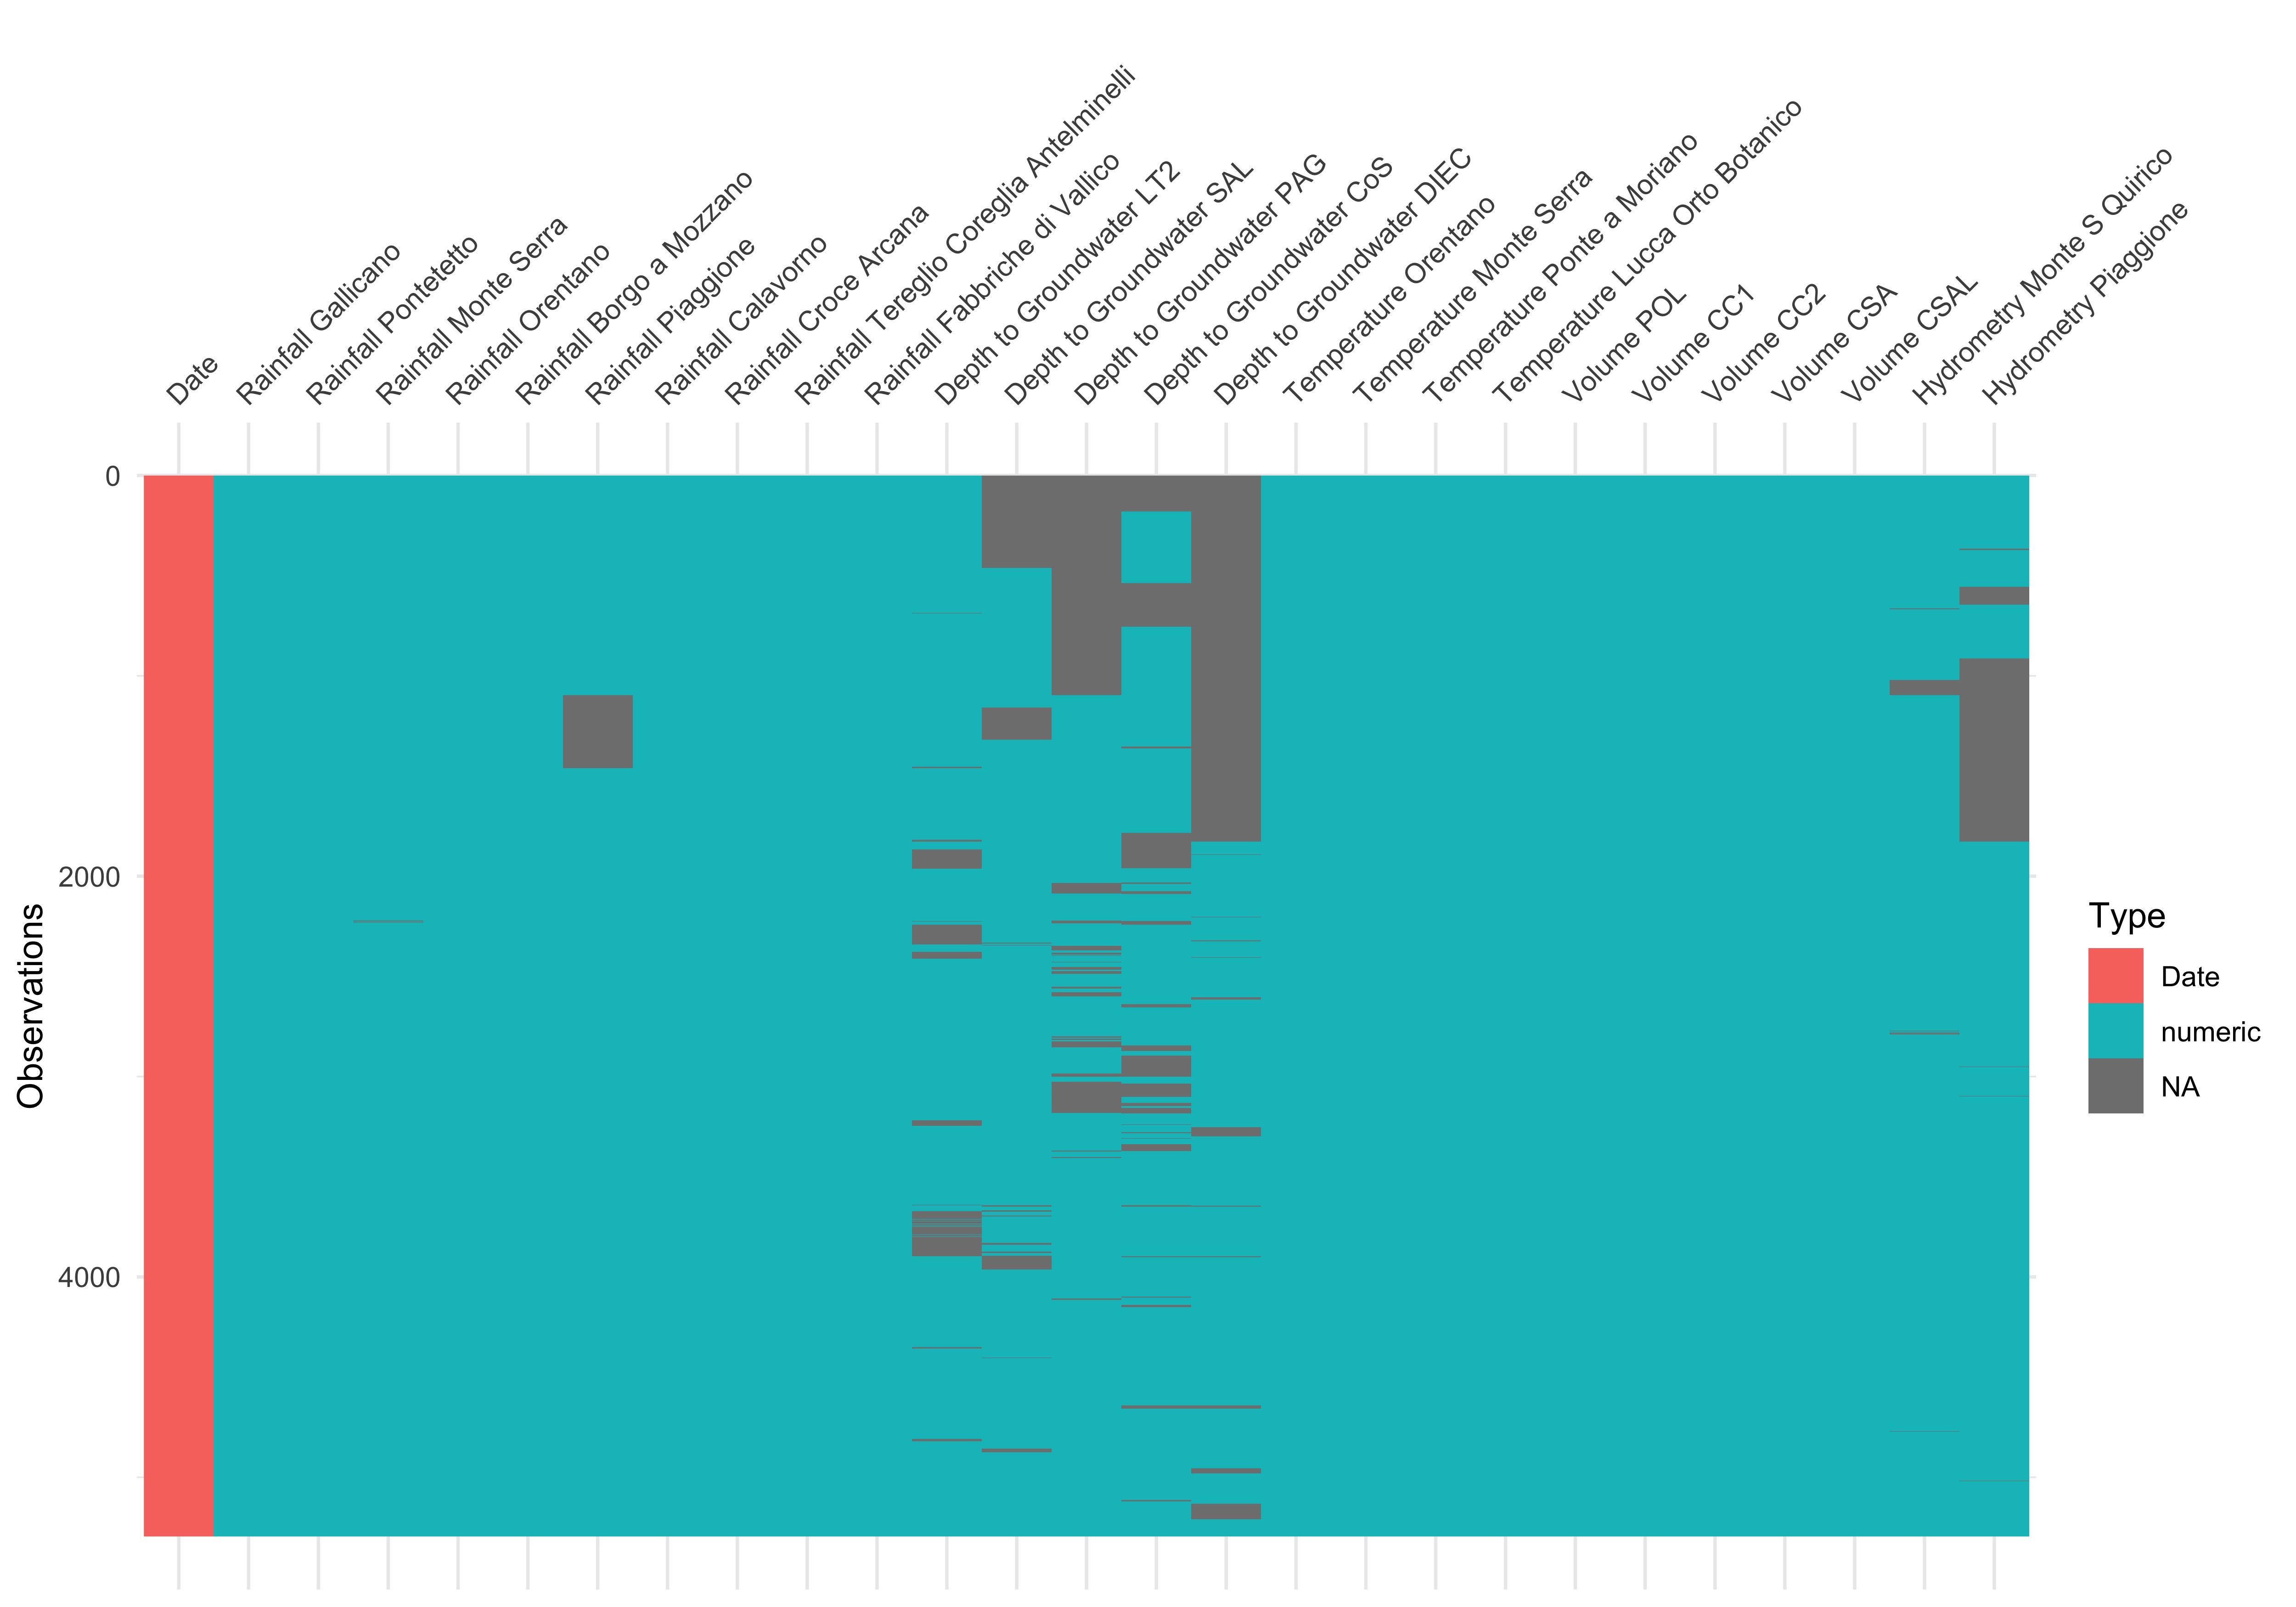 Date
Rainfall Gallicano
Rainfall Pontetetto
Rainfall Monte Serra
Rainfall Orentano
Rainfall Borgo a Mozzano
Rainfall Piaggione
Rainfall Calavorno
Rainfall Croce Arcana
Rainfall Tereglio Coreglia Antelminelli
Rainfall Fabbriche di Vallico
Depth to Groundwater LT2
Depth to Groundwater SAL
Depth to Groundwater PAG
Depth to Groundwater CoS
Depth to Groundwater DIEC
Temperature Orentano
Temperature Monte Serra
Temperature Ponte a Moriano
Temperature Lucca Orto Botanico
Volume POL
Volume CC1
Volume CC2
Volume CSA
Volume CSAL
Hydrometry Monte S Quirico
Hydrometry Piaggione
0
2000
4000
Observations
Type
Date
numeric
NA